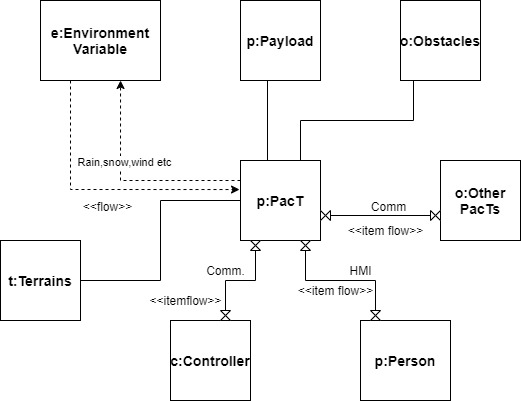 e:Environment
Variable
p:Payload
o:Obstacles
Rain,snow,wind etc
<<flow>>
p:PacT
Comm
<<item flow>>
o:Other
PacTs
t:Terrains
Comm.
<<itemflow>>
HMI
<<item flow>>
c:Controller
p:Person